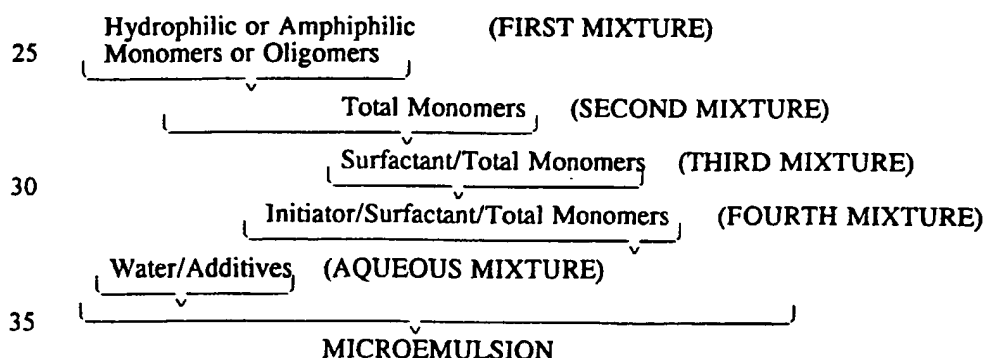 Hydrophilic or Amphiphilic (FIRST MIXTURE)
25 Monomers or Oligomers
Total Monomers (SECOND MIXTURE)
Surfactant/Total Monomers (THIRD MIXTURE)
30
Initiator/Surfactant/Total Monomers (FOURTH MIXTURE)
Water/Additives (AQUEOUS MIXTURE)
35
MICROEMULSION